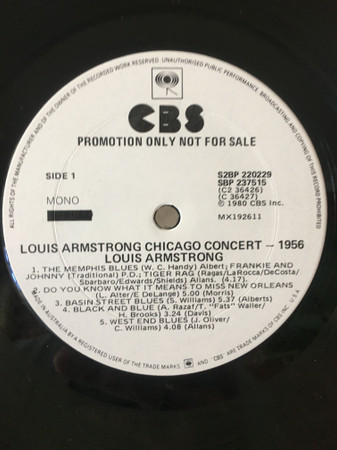 ALL RIGHTS OF THE MANUFACTURER AND OF THE OWNER OF THE RECORDED WORK RESERVED. UNAUTHORISED PUBLIC PERFORMANCE, BROADCASTING AND COPYING OF THIS RECORD PROHIBITED
CBS
PROMOTION ONLY NOT FOR SALE
SIDE 1
MONO
S2BP 220229
SBP 237515
(C2 36426)
(C 36427)
© 1980 CBS Inc.
MX192611
LOUIS ARMSTRONG CHICAGO CONCERT — 1956
LOUIS ARMSTRONG
1. THE MEMPHIS BLUES (W. C. Handy) Albert; FRANKIE AND
JOHNNY (Traditional) P.D.; TIGER RAG (Ragas/LaRocca/DeCosta/
Sbarbaro/Edwards/Shields) Allans. (4.17).
2. DO YOU KNOW WHAT IT MEANS TO MISS NEW ORLEANS
(L. Alter/E DeLange) 5.00 (Morris)
3. BASIN STREET BLUES (S. Williams) 5.37 (Alberts)
4. BLACK AND BLUE (A. Razaf/T. "Fats" Waller/
H. Brooks) 3.24 (Davis)
5. WEST END BLUES (J. Oliver/
C. Williams) 4.08 (Allans)
MADE IN AUSTRALIA BY A REGISTERED USER OF THE TRADE MARKS. AND 'CBS' ARE TRADE MARKS OF CBS INC. U.S.A.